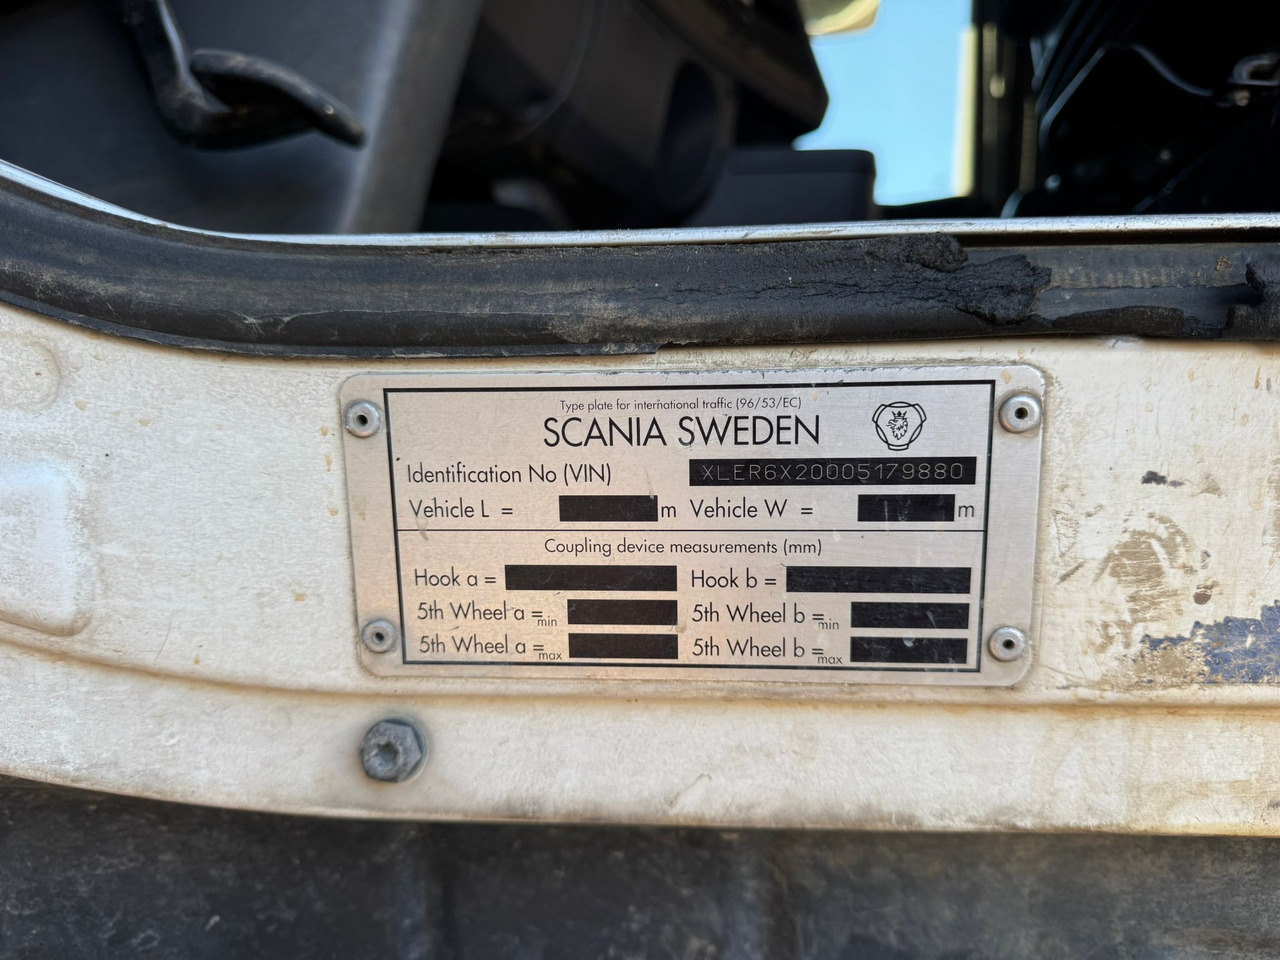 Type plate for international traffic (96/53/EC)
SCANIA SWEDEN
Identification No (VIN) XLER6X20005179880
Vehicle L = m Vehicle W = m
Coupling device measurements (mm)
Hook a = Hook b =
5th Wheel a = min 5th Wheel b = min
5th Wheel a = max 5th Wheel b = max